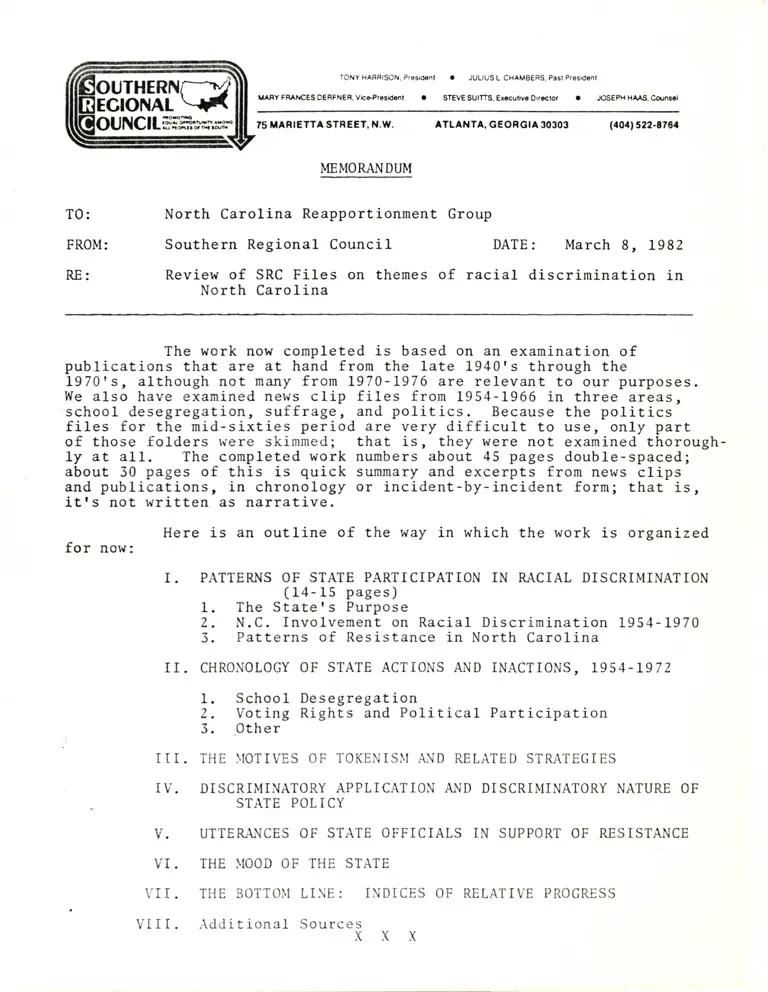 TONY HARRISON, President • JULIUS L. CHAMBERS, Past President
SOUTHERN
REGIONAL
COUNCIL
PROMOTING
EQUAL OPPORTUNITY AMONG
ALL PEOPLES OF THE SOUTH
MARY FRANCES DERFNER, Vice-President • STEVE SUITTS, Executive Director • JOSEPH HAAS, Counsel
75 MARIETTA STREET, N.W. ATLANTA, GEORGIA 30303 (404) 522-8764
MEMORANDUM
TO: North Carolina Reapportionment Group
FROM: Southern Regional Council DATE: March 8, 1982
RE: Review of SRC Files on themes of racial discrimination in
North Carolina
The work now completed is based on an examination of
publications that are at hand from the late 1940's through the
1970's, although not many from 1970-1976 are relevant to our purposes.
We also have examined news clip files from 1954-1966 in three areas,
school desegregation, suffrage, and politics. Because the politics
files for the mid-sixties period are very difficult to use, only part
of those folders were skimmed; that is, they were not examined thorough-
ly at all. The completed work numbers about 45 pages double-spaced;
about 30 pages of this is quick summary and excerpts from news clips
and publications, in chronology or incident-by-incident form; that is,
it's not written as narrative.
Here is an outline of the way in which the work is organized
for now:
I. PATTERNS OF STATE PARTICIPATION IN RACIAL DISCRIMINATION
(14-15 pages)
1. The State's Purpose
2. N.C. Involvement on Racial Discrimination 1954-1970
3. Patterns of Resistance in North Carolina
II. CHRONOLOGY OF STATE ACTIONS AND INACTIONS, 1954-1972
1. School Desegregation
2. Voting Rights and Political Participation
3. Other
III. THE MOTIVES OF TOKENISM AND RELATED STRATEGIES
IV. DISCRIMINATORY APPLICATION AND DISCRIMINATORY NATURE OF
STATE POLICY
V. UTTERANCES OF STATE OFFICIALS IN SUPPORT OF RESISTANCE
VI. THE MOOD OF THE STATE
VII. THE BOTTOM LINE: INDICES OF RELATIVE PROGRESS
VIII. Additional Sources
X X X